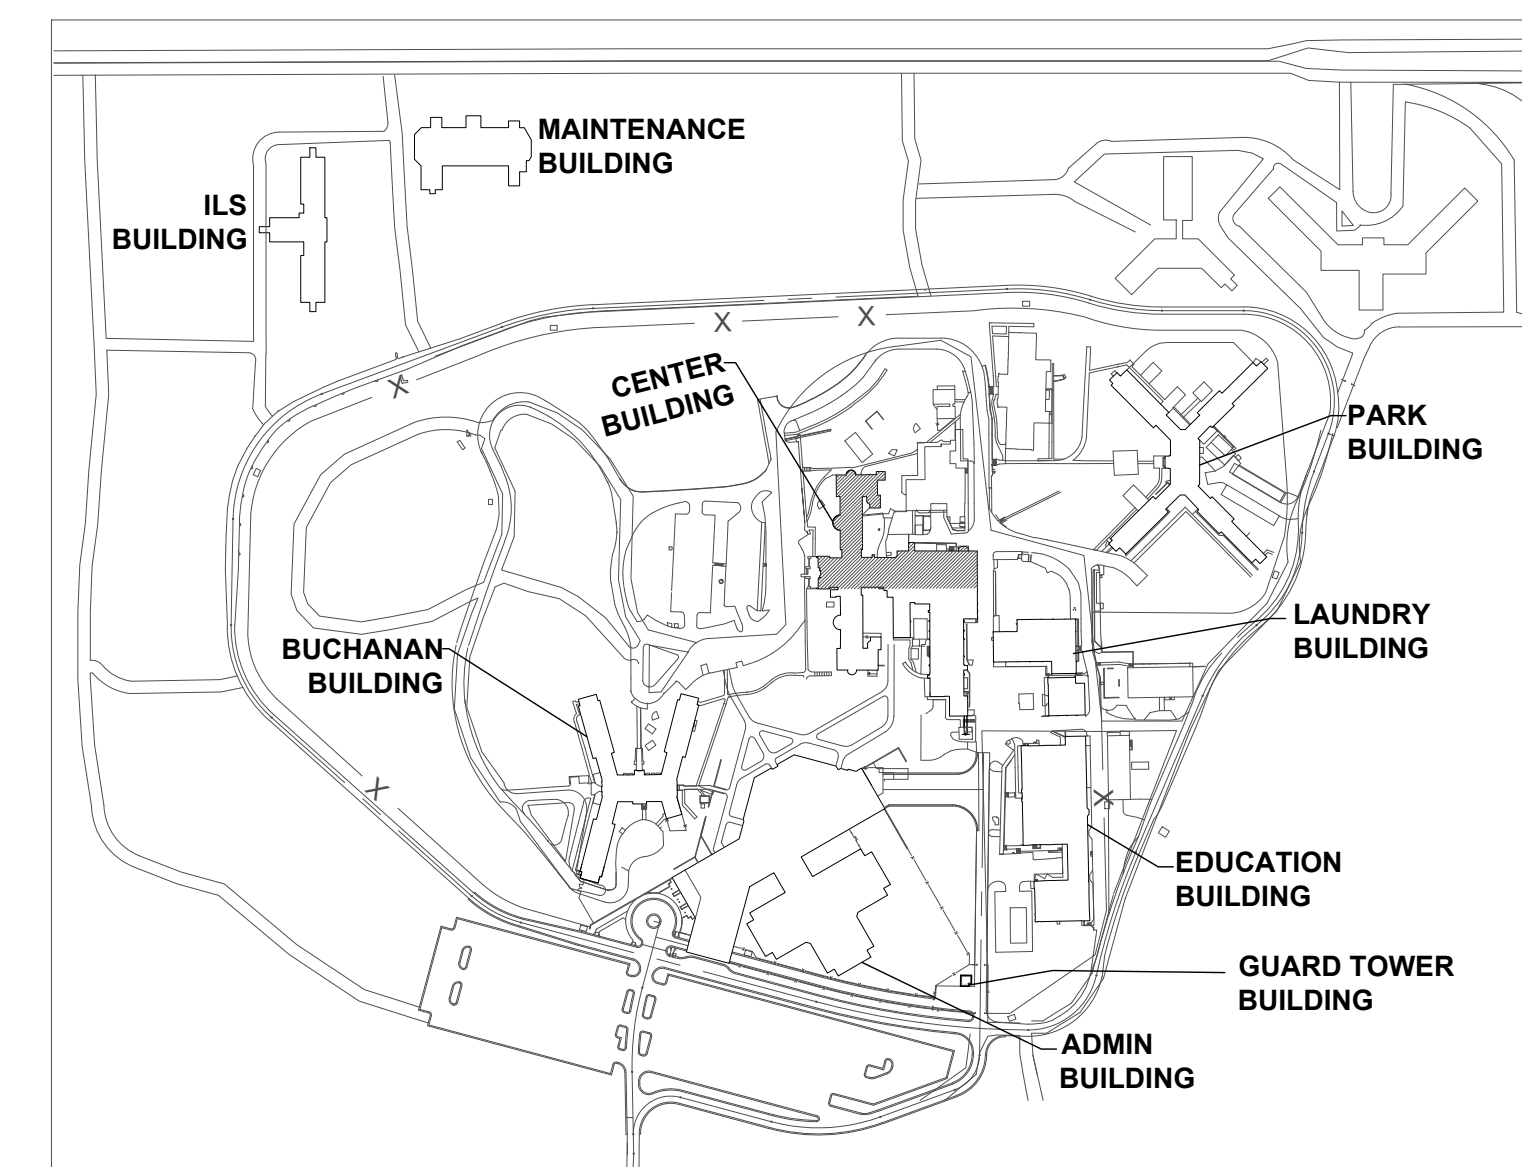 MAINTENANCE
BUILDING
ILS
BUILDING
X
X
X
CENTER
BUILDING
PARK
BUILDING
LAUNDRY
BUILDING
BUCHANAN
BUILDING
X
X
EDUCATION
BUILDING
GUARD TOWER
BUILDING
ADMIN
BUILDING